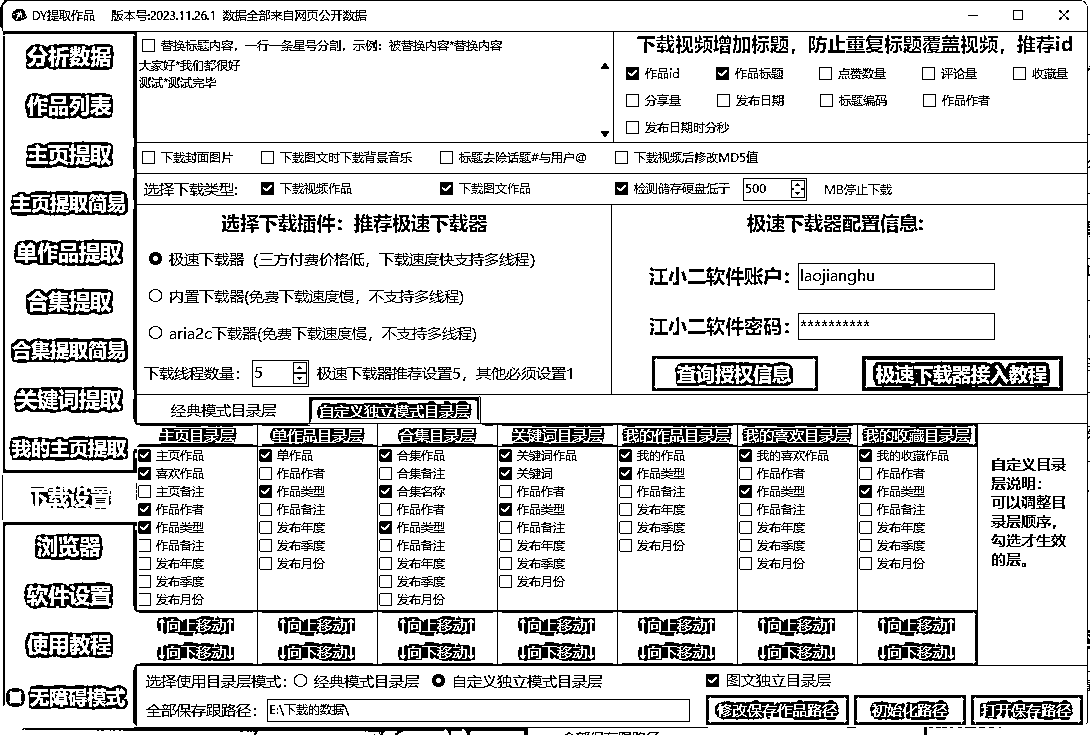 DY提取作品 版本号:2023.11.26.1 数据全部来自网页公开数据
分析数据
作品列表
主页提取
主页提取简易
单作品提取
合集提取
合集提取简易
关键词提取
我的主页提取
下载设置
浏览器
软件设置
使用教程
无障碍模式
替换标题内容，一行一条星号分割，示例：被替换内容*替换内容
大家好*我们都很好
测试*测试完毕
下载视频增加标题，防止重复标题覆盖视频，推荐id
作品id 作品标题 点赞数量 评论量 收藏量
分享量 发布日期 标题编码 作品作者
发布日期时分秒
下载封面图片 下载图文时下载背景音乐 标题去除话题#与用户@ 下载视频后修改MD5值
选择下载类型: 下载视频作品 下载图文作品 检测储存硬盘低于 500 MB停止下载
选择下载插件：推荐极速下载器
极速下载器（三方付费价格低，下载速度快支持多线程)
内置下载器(免费下载速度慢，不支持多线程)
aria2c下载器(免费下载速度慢，不支持多线程)
下载线程数量： 5 极速下载器推荐设置5，其他必须设置1
极速下载器配置信息:
江小二软件账户: laojianghu
江小二软件密码: **********
查询授权信息 极速下载器接入教程
经典模式目录层 自定义独立模式目录层
主页目录层 单作品目录层 合集目录层 关键词目录层 我的作品目录层 我的喜欢目录层 我的收藏目录层
主页作品 单作品 合集作品 关键词作品 我的作品 我的喜欢作品 我的收藏作品
喜欢作品 作品作者 合集备注 关键词 作品类型 作品作者 作品作者
主页备注 作品类型 合集名称 作品作者 作品备注 作品类型 作品类型
作品作者 作品备注 作品作者 作品类型 发布年度 作品备注 作品备注
作品类型 发布年度 作品类型 作品备注 发布季度 发布年度 发布年度
作品备注 发布季度 作品备注 发布年度 发布月份 发布季度 发布季度
发布年度 发布月份 发布年度 发布季度 发布月份 发布月份
发布季度 发布季度 发布月份
发布月份 发布月份
↑向上移动↑ ↑向上移动↑ ↑向上移动↑ ↑向上移动↑ ↑向上移动↑ ↑向上移动↑ ↑向上移动↑
↓向下移动↓ ↓向下移动↓ ↓向下移动↓ ↓向下移动↓ ↓向下移动↓ ↓向下移动↓ ↓向下移动↓
自定义目录
层说明:
可以调整目
录层顺序，
勾选才生效
的层。
选择使用目录层模式: 经典模式目录层 自定义独立模式目录层 图文独立目录层
全部保存跟路径: E:\下载的数据\ 修改保存作品路径 初始化路径 打开保存路径